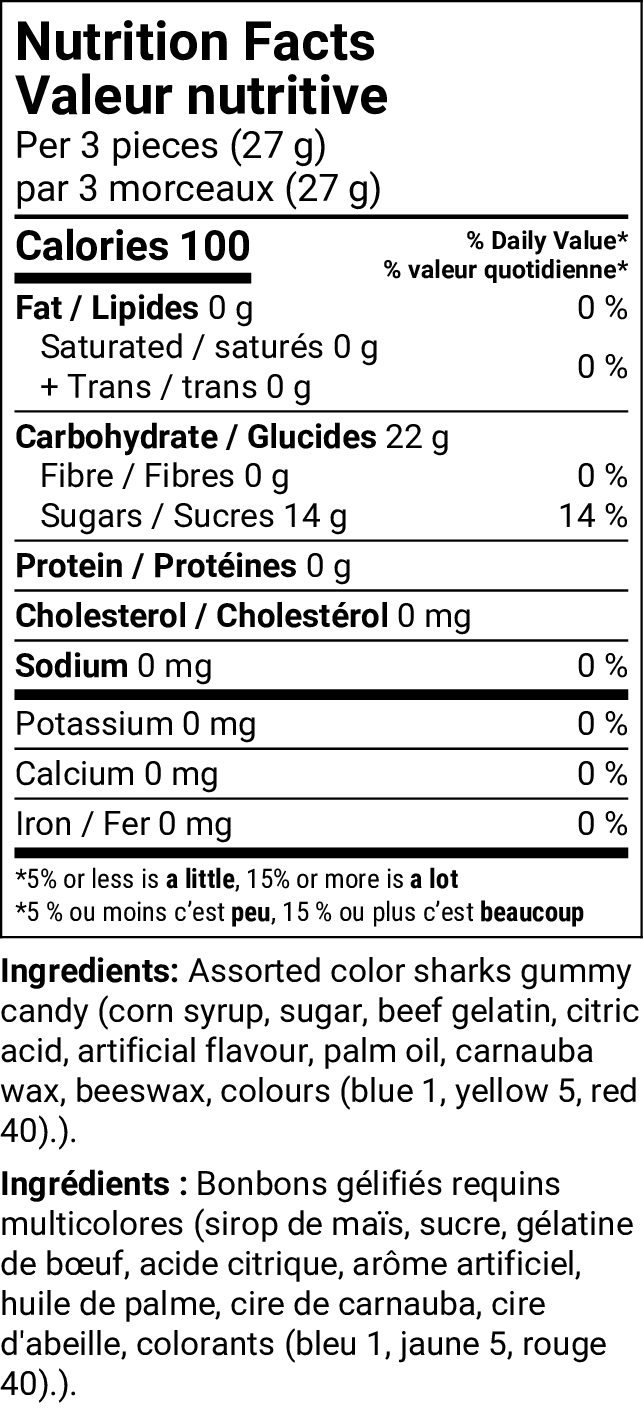 Nutrition Facts
Valeur nutritive
Per 3 pieces (27 g)
par 3 morceaux (27 g)
Calories 100
% Daily Value*
% valeur quotidienne*
Fat / Lipides 0 g 0 %
Saturated / saturés 0 g
+ Trans / trans 0 g 0 %
Carbohydrate / Glucides 22 g
Fibre / Fibres 0 g 0 %
Sugars / Sucres 14 g 14 %
Protein / Protéines 0 g
Cholesterol / Cholestérol 0 mg
Sodium 0 mg 0 %
Potassium 0 mg 0 %
Calcium 0 mg 0 %
Iron / Fer 0 mg 0 %
*5% or less is a little, 15% or more is a lot
*5 % ou moins c’est peu, 15 % ou plus c’est beaucoup
Ingredients: Assorted color sharks gummy
candy (corn syrup, sugar, beef gelatin, citric
acid, artificial flavour, palm oil, carnauba
wax, beeswax, colours (blue 1, yellow 5, red
40).).
Ingrédients : Bonbons gélifiés requins
multicolores (sirop de maïs, sucre, gélatine
de bœuf, acide citrique, arôme artificiel,
huile de palme, cire de carnauba, cire
d'abeille, colorants (bleu 1, jaune 5, rouge
40).).